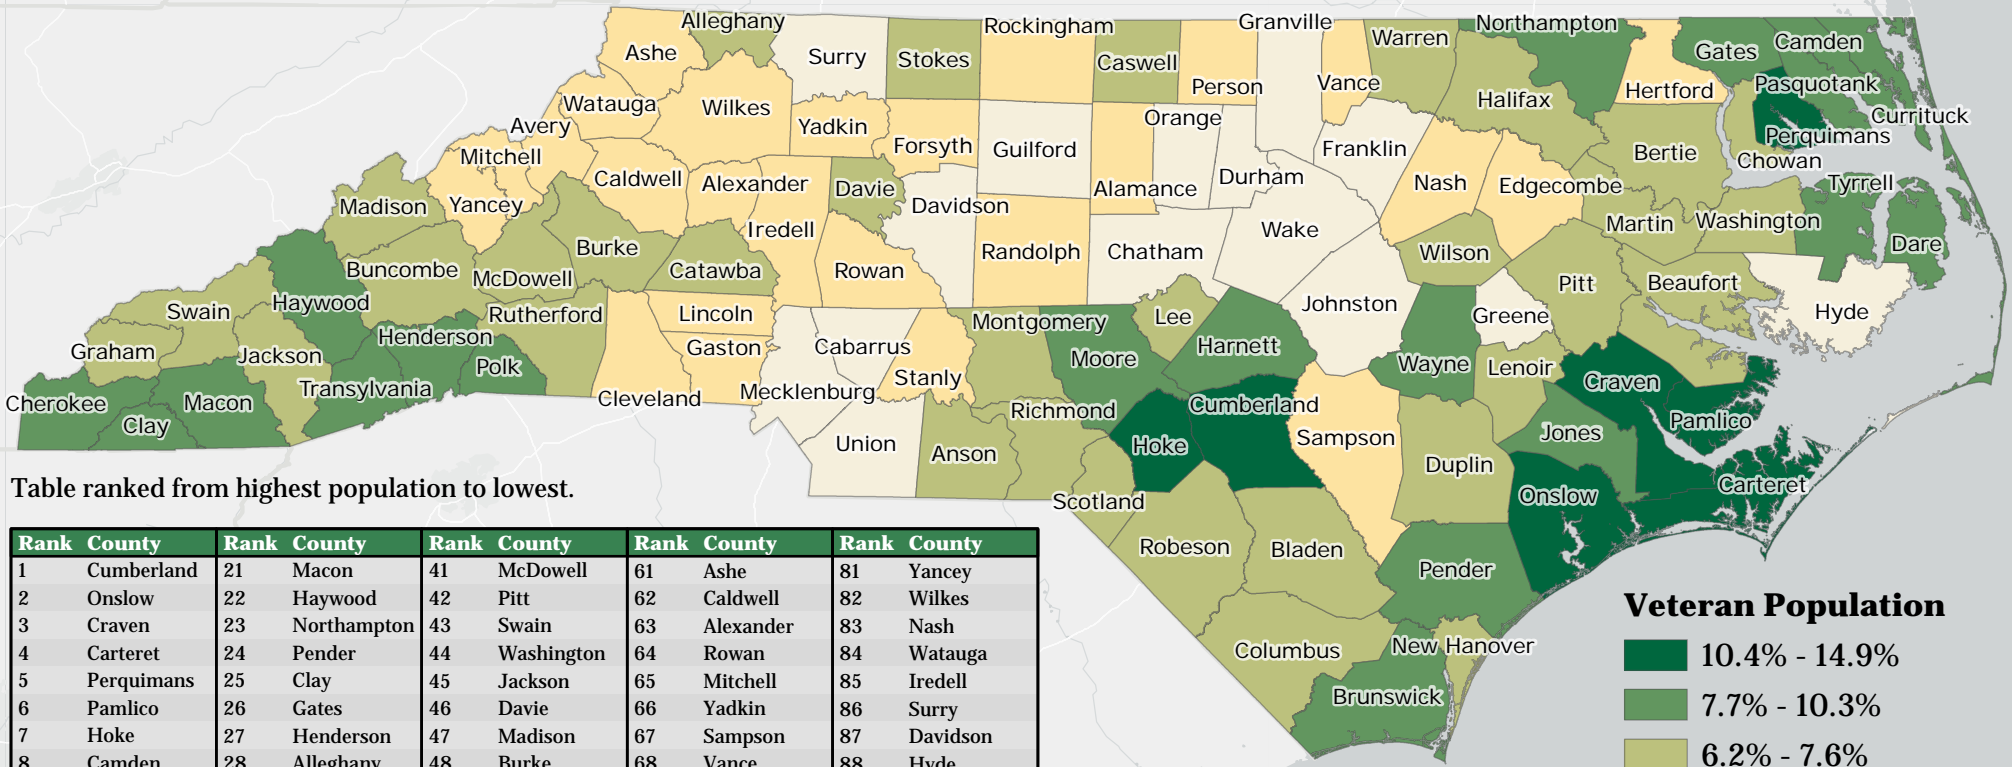 Alleghany
Northampton
Granville
Rockingham
Ashe
Surry
Stokes
Caswell
Person
Vance
Warren
Halifax
Hertford
Gates
Camden
Pasquotank
Currituck
Perquimans
Chowan
Watauga
Wilkes
Yadkin
Forsyth
Guilford
Orange
Franklin
Bertie
Avery
Mitchell
Caldwell
Alexander
Davie
Alamance
Durham
Nash
Edgecombe
Tyrrell
Madison
Yancey
Davidson
Martin
Washington
Iredell
Burke
Wake
Randolph
Chatham
Wilson
Dare
Buncombe
McDowell
Catawba
Rowan
Pitt
Beaufort
Swain
Haywood
Rutherford
Lincoln
Johnston
Greene
Hyde
Henderson
Montgomery
Lee
Graham
Jackson
Gaston
Cabarrus
Moore
Harnett
Wayne
Lenoir
Polk
Stanly
Craven
Transylvania
Mecklenburg
Cherokee
Macon
Cleveland
Richmond
Cumberland
Pamlico
Clay
Union
Anson
Hoke
Sampson
Jones
Duplin
Carteret
Onslow
Scotland
Robeson
Bladen
Pender
Columbus
New Hanover
Brunswick
Table ranked from highest population to lowest.
Rank County Rank County Rank County Rank County Rank County
1 Cumberland 21 Macon 41 McDowell 61 Ashe 81 Yancey
2 Onslow 22 Haywood 42 Pitt 62 Caldwell 82 Wilkes
3 Craven 23 Northampton 43 Swain 63 Alexander 83 Nash
4 Carteret 24 Pender 44 Washington 64 Rowan 84 Watauga
5 Perquimans 25 Clay 45 Jackson 65 Mitchell 85 Iredell
6 Pamlico 26 Gates 46 Davie 66 Yadkin 86 Surry
7 Hoke 27 Henderson 47 Madison 67 Sampson 87 Davidson
8 Camden 28 Alleghany 48 Burke 68 Vance 88 Hyde
Veteran Population
10.4% - 14.9%
7.7% - 10.3%
6.2% - 7.6%